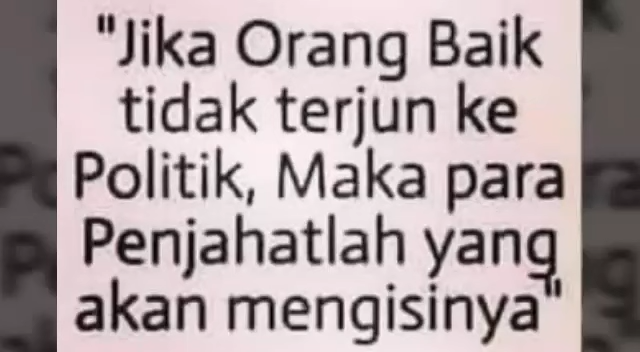 "Jika Orang Baik
tidak terjun ke
Politik, Maka para
Penjahatlah yang
akan mengisinya"